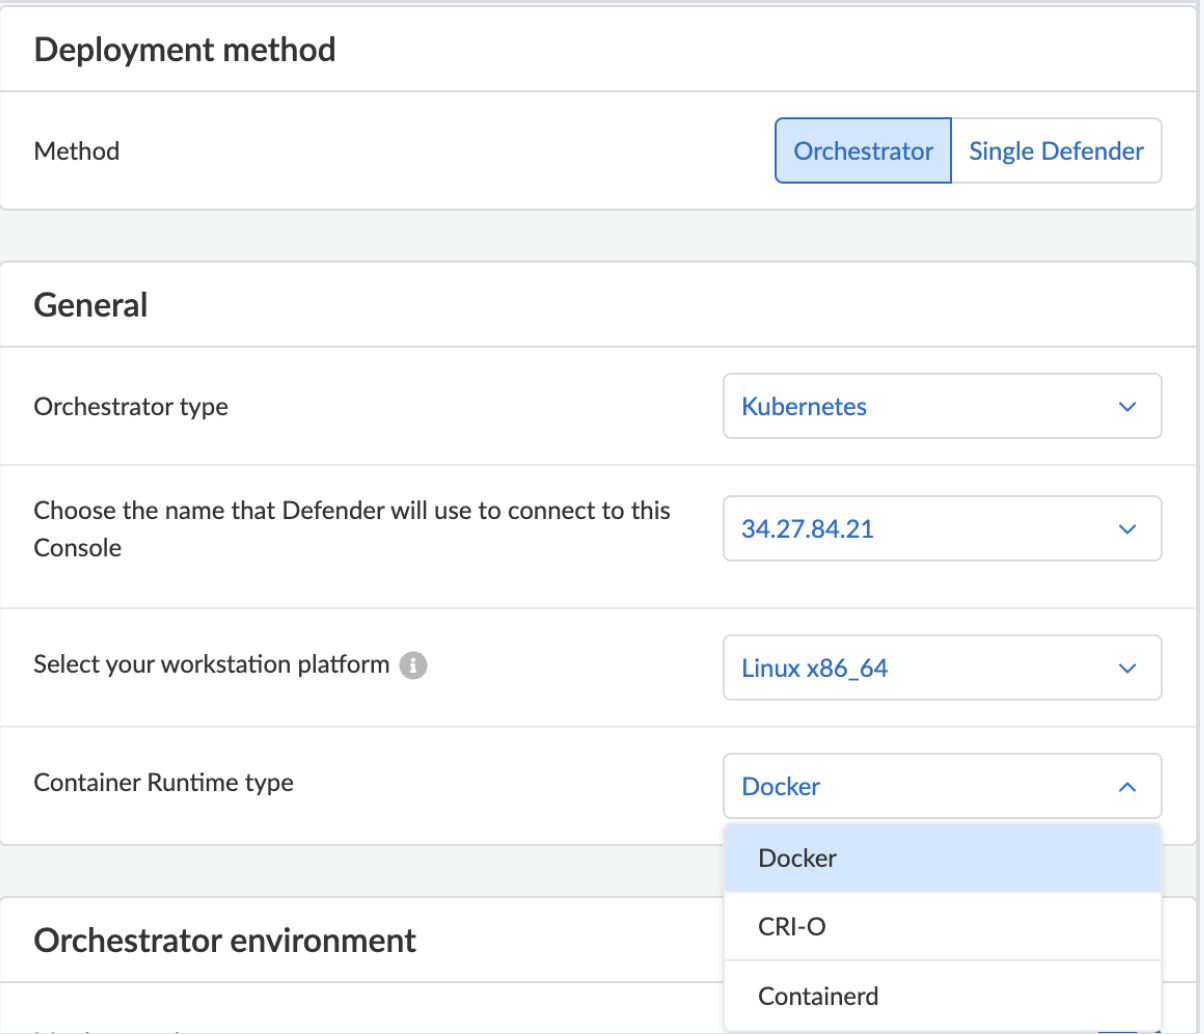 Deployment method
Method
Orchestrator
Single Defender
General
Orchestrator type
Kubernetes
Choose the name that Defender will use to connect to this
Console
34.27.84.21
Select your workstation platform
Linux x86_64
Container Runtime type
Docker
Docker
CRI-O
Containerd
Orchestrator environment